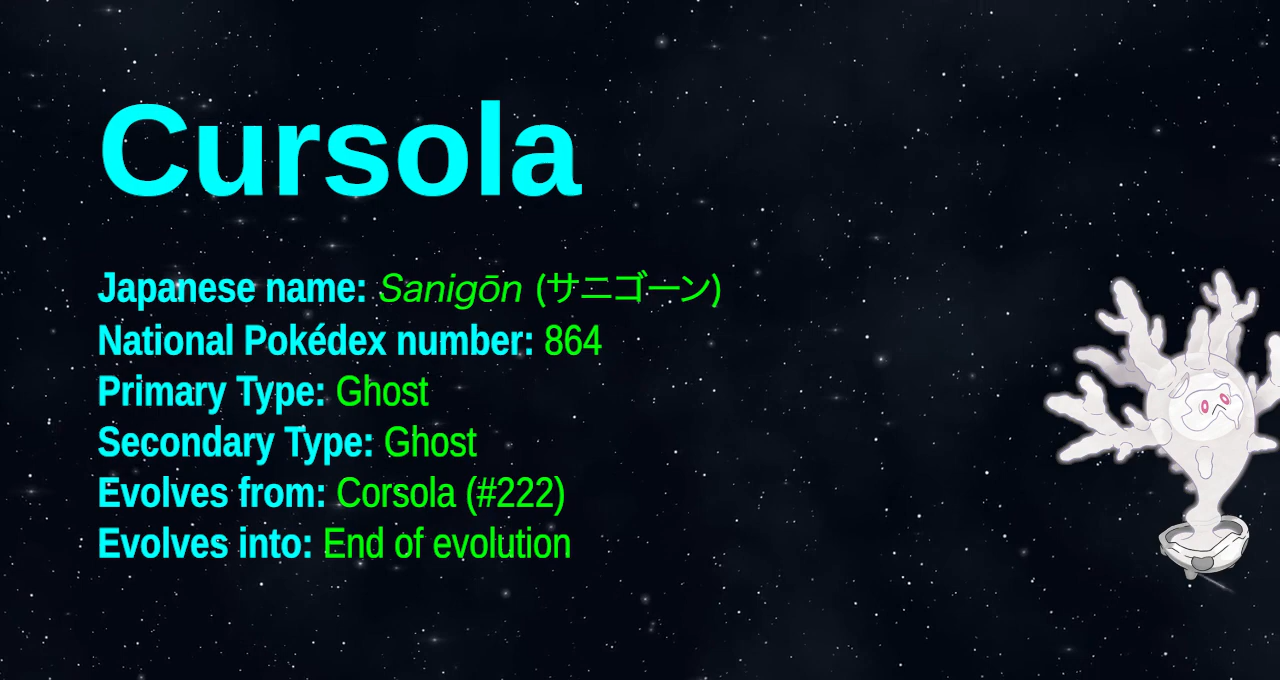 Cursola
Japanese name: Sanigōn (サニゴーン)
National Pokédex number: 864
Primary Type: Ghost
Secondary Type: Ghost
Evolves from: Corsola (#222)
Evolves into: End of evolution